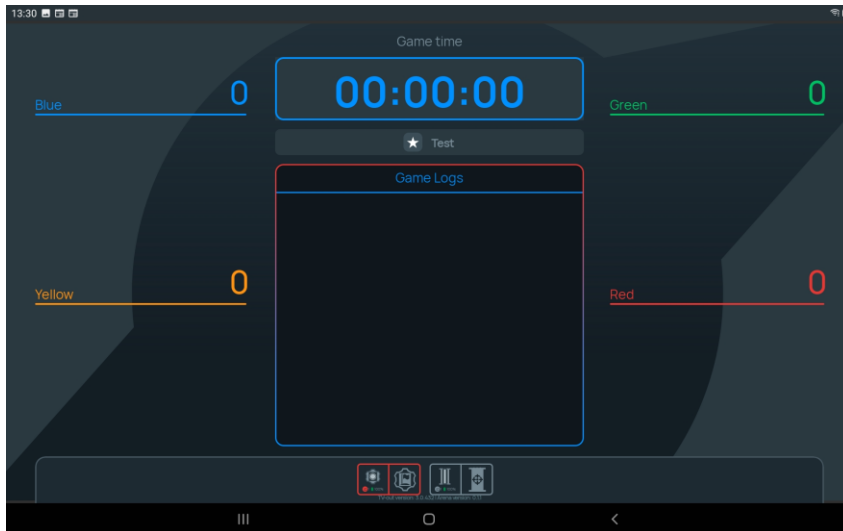 13:30
Game time
00:00:00
Blue 0
Green 0
Test
Game Logs
Yellow 0
Red 0